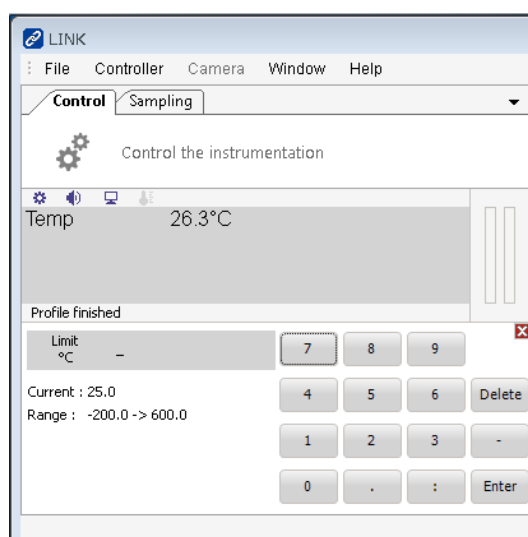 LINK
File Controller Camera Window Help
Control Sampling
Control the instrumentation
Temp 26.3°C
Profile finished
Limit
°C _
7 8 9
Current : 25.0
4 5 6 Delete
Range : -200.0 -> 600.0
1 2 3 -
0 . : Enter